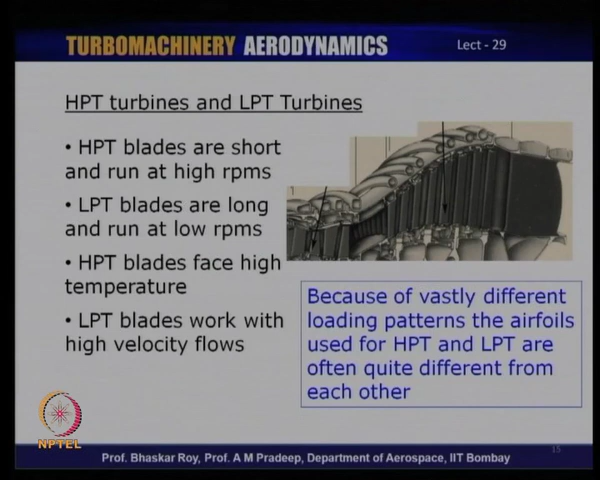 TURBOMACHINERY AERODYNAMICS
Lect - 29
HPT turbines and LPT Turbines
• HPT blades are short
and run at high rpms
• LPT blades are long
and run at low rpms
• HPT blades face high
temperature
• LPT blades work with
high velocity flows
Because of vastly different
loading patterns the airfoils
used for HPT and LPT are
often quite different from
each other
NPTEL
15
Prof. Bhaskar Roy, Prof. A M Pradeep, Department of Aerospace, IIT Bombay